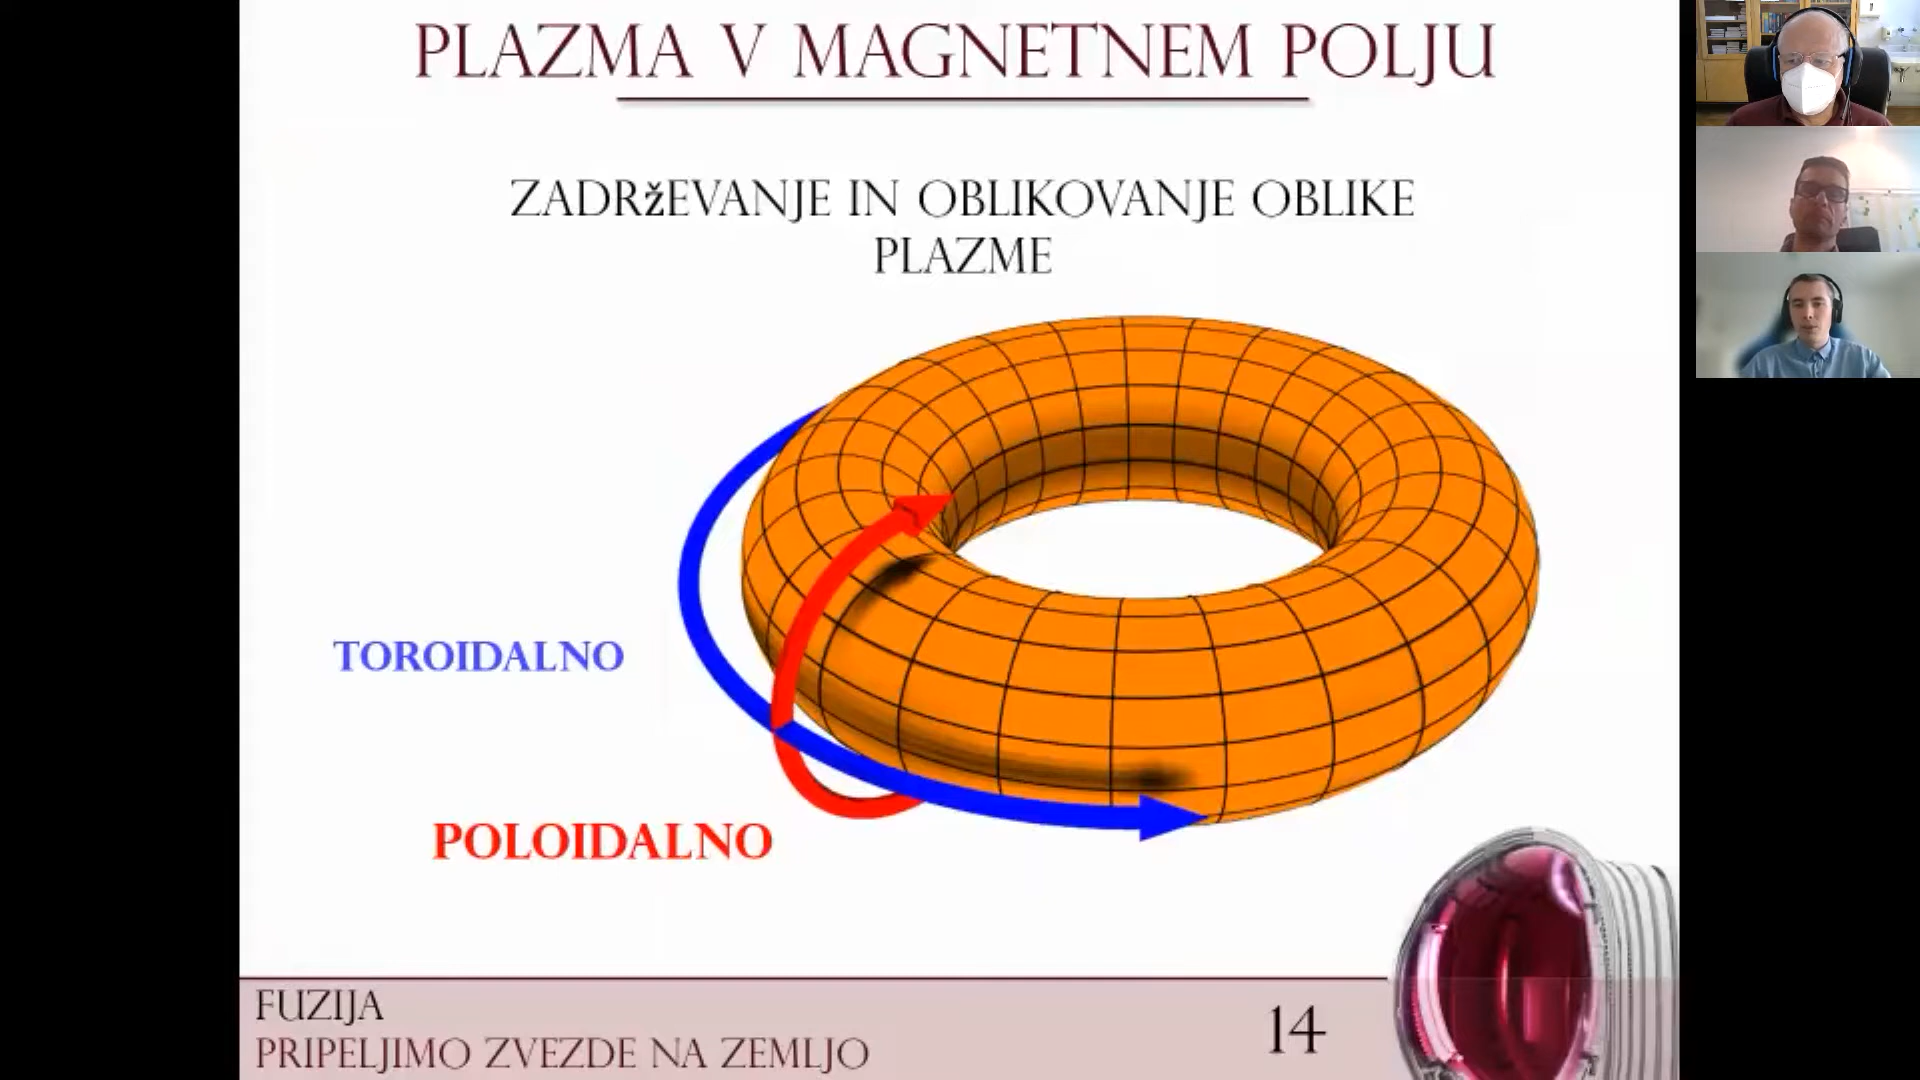 PLAZMA V MAGNETNEM POLJU
ZADRžEVANJE IN OBLIKOVANJE OBLIKE
PLAZME
TOROIDALNO
POLOIDALNO
FUZIJA
PRIPELJIMO ZVEZDE NA ZEMLJO
14